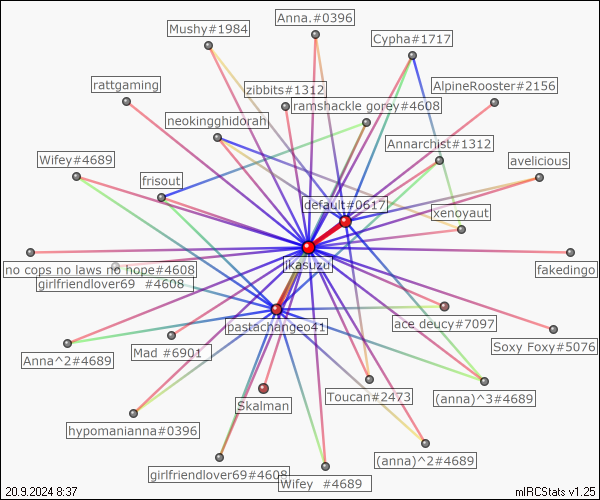 Anna.#0396
Mushy#1984
Cypha#1717
rattgaming
zibbits#1312
AlpineRooster#2156
ramshackle gorey#4608
neokingghidorah
Annarchist#1312
Wifey#4689
avelicious
frisout
default#0617
xenoyaut
ikasuzu
no cops no laws no hope#4608
fakedingo
girlfriendlover69 #4608
pastachangeo41
ace deucy#7097
Soxy Foxy#5076
Anna^2#4689
Mad #6901
Toucan#2473
(anna)^3#4689
Skalman
hypomanianna#0396
(anna)^2#4689
girlfriendlover69#4608
Wifey #4689
20.9.2024 8:37
mIRCStats v1.25